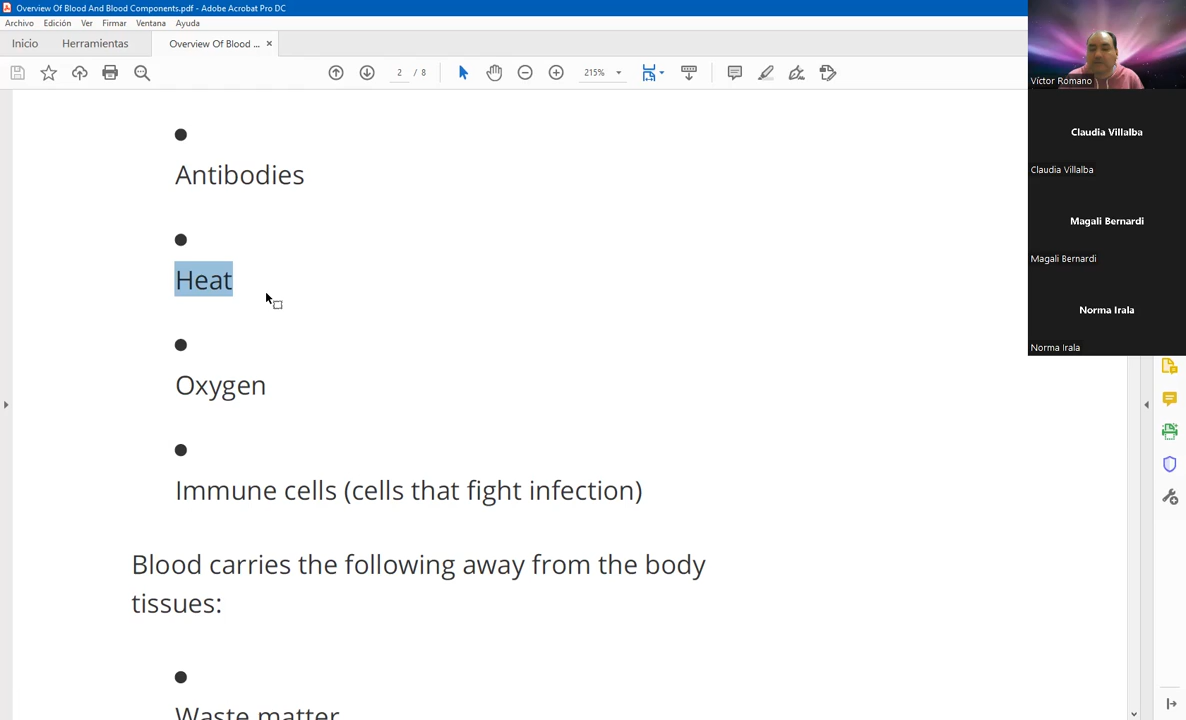 Overview Of Blood And Blood Components.pdf - Adobe Acrobat Pro DC
Archivo Edición Ver Firmar Ventana Ayuda
Inicio Herramientas Overview Of Blood ... ×
2 / 8 215%
Víctor Romano
Claudia Villalba
Claudia Villalba
Magali Bernardi
Magali Bernardi
Norma Irala
Norma Irala
● 
Antibodies
● 
Heat
● 
Oxygen
● 
Immune cells (cells that fight infection)
Blood carries the following away from the body
tissues:
● 
Waste matter